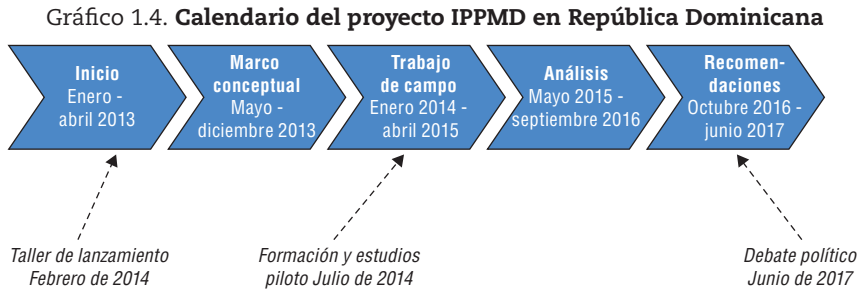 Gráfico 1.4. Calendario del proyecto IPPMD en República Dominicana
Inicio
Enero -
abril 2013
Marco
conceptual
Mayo -
diciembre 2013
Trabajo
de campo
Enero 2014 -
abril 2015
Análisis
Mayo 2015 -
septiembre 2016
Recomen-
daciones
Octubre 2016 -
junio 2017
Taller de lanzamiento
Febrero de 2014
Formación y estudios
piloto Julio de 2014
Debate político
Junio de 2017